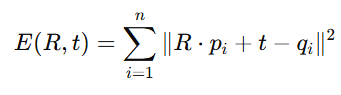 E(R, t) = ∑_{i=1}^{n} ‖R · p_i + t − q_i‖²